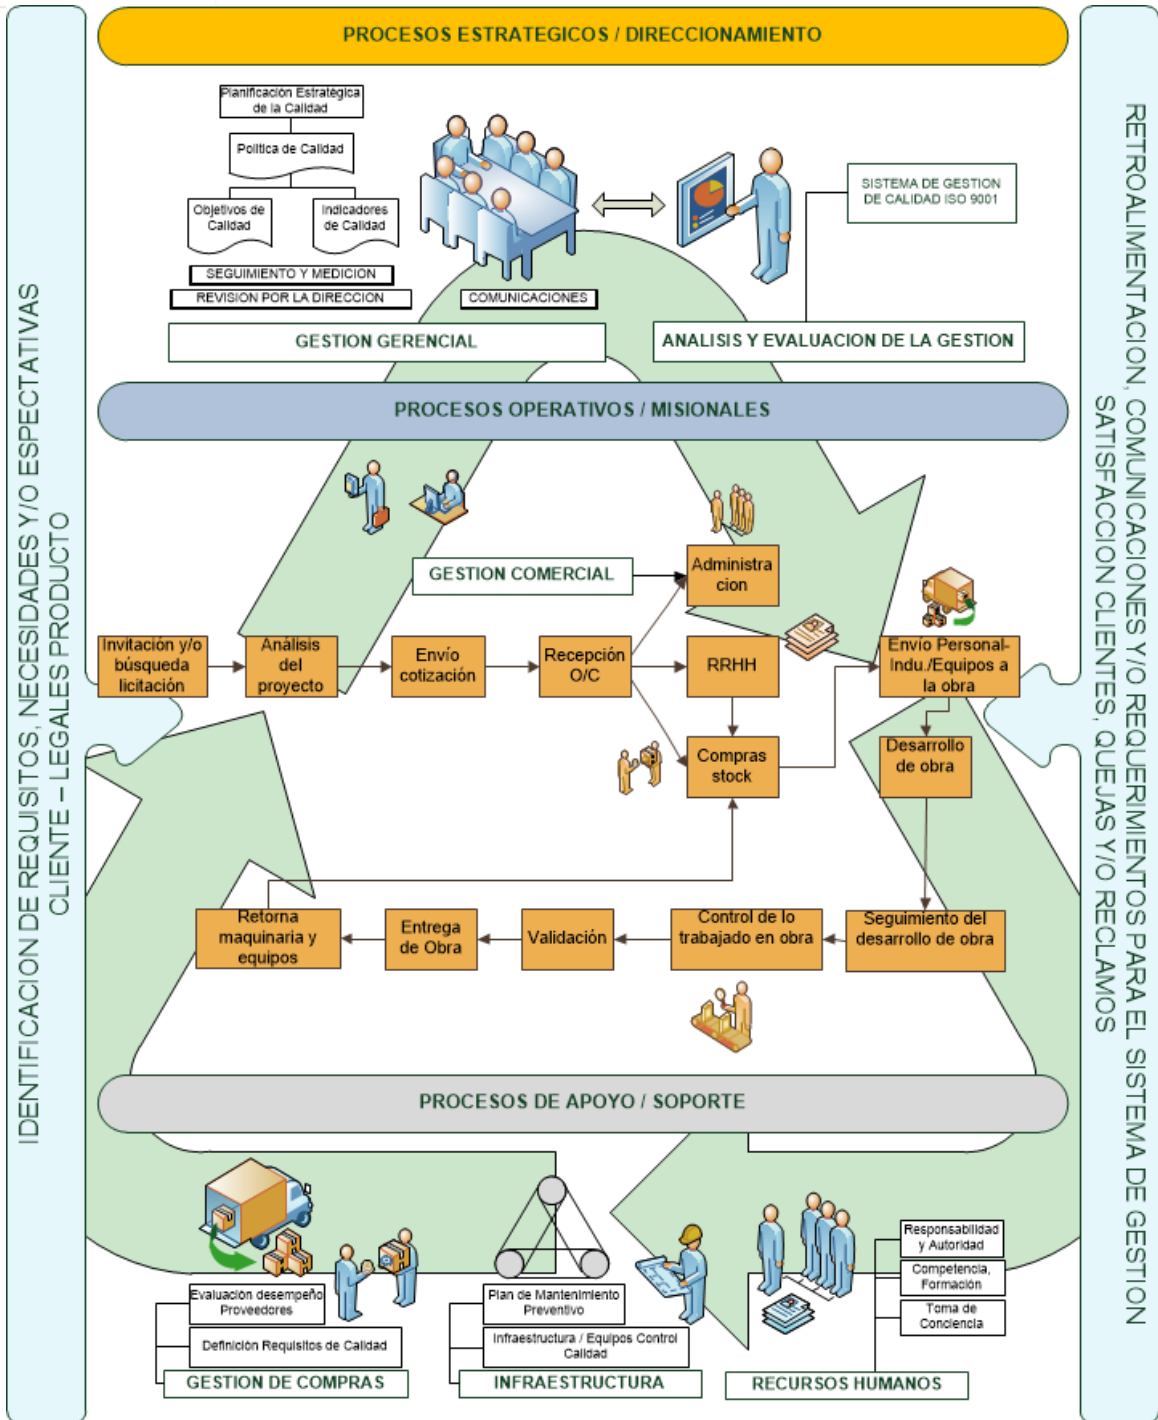 PROCESOS ESTRATEGICOS / DIRECCIONAMIENTO
Planificación Estratégica
de la Calidad
Política de Calidad
Objetivos de
Calidad
Indicadores
de Calidad
SEGUIMIENTO Y MEDICION
REVISION POR LA DIRECCION
COMUNICACIONES
SISTEMA DE GESTION
DE CALIDAD ISO 9001
GESTION GERENCIAL
ANALISIS Y EVALUACION DE LA GESTION
IDENTIFICACION DE REQUISITOS, NECESIDADES Y/O ESPECTATIVAS
CLIENTE – LEGALES PRODUCTO
RETROALIMENTACION, COMUNICACIONES Y/O REQUERIMIENTOS PARA EL SISTEMA DE GESTION
SATISFACCION CLIENTES, QUEJAS Y/O RECLAMOS
PROCESOS OPERATIVOS / MISIONALES
GESTION COMERCIAL
Administra
cion
Invitación y/o
búsqueda
licitación
Análisis
del
proyecto
Envío
cotización
Recepción
O/C
RRHH
Envío Personal-
Indu./Equipos a
la obra
Compras
stock
Desarrollo
de obra
Retorna
maquinaria y
equipos
Entrega
de Obra
Validación
Control de lo
trabajado en obra
Seguimiento del
desarrollo de obra
PROCESOS DE APOYO / SOPORTE
Evaluación desempeño
Proveedores
Definición Requisitos de Calidad
GESTION DE COMPRAS
Plan de Mantenimiento
Preventivo
Infraestructura / Equipos Control
Calidad
INFRAESTRUCTURA
Responsabilidad
y Autoridad
Competencia,
Formación
Toma de
Conciencia
RECURSOS HUMANOS